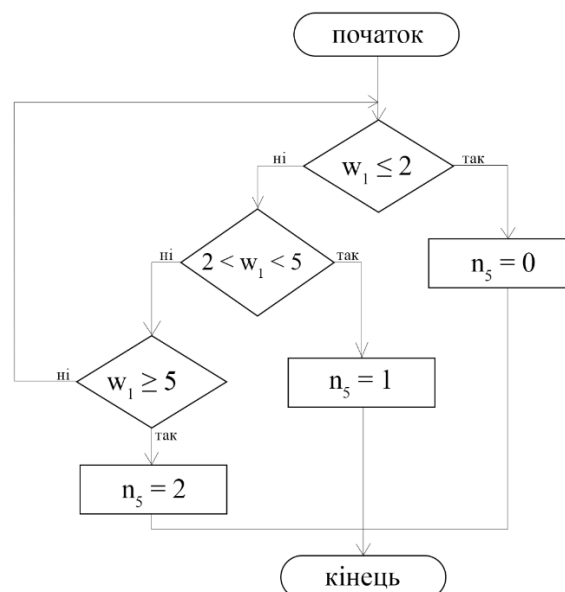 початок
w₁ ≤ 2
ні
так
2 < w₁ < 5
ні
так
n₅ = 0
w₁ ≥ 5
ні
так
n₅ = 1
n₅ = 2
кінець